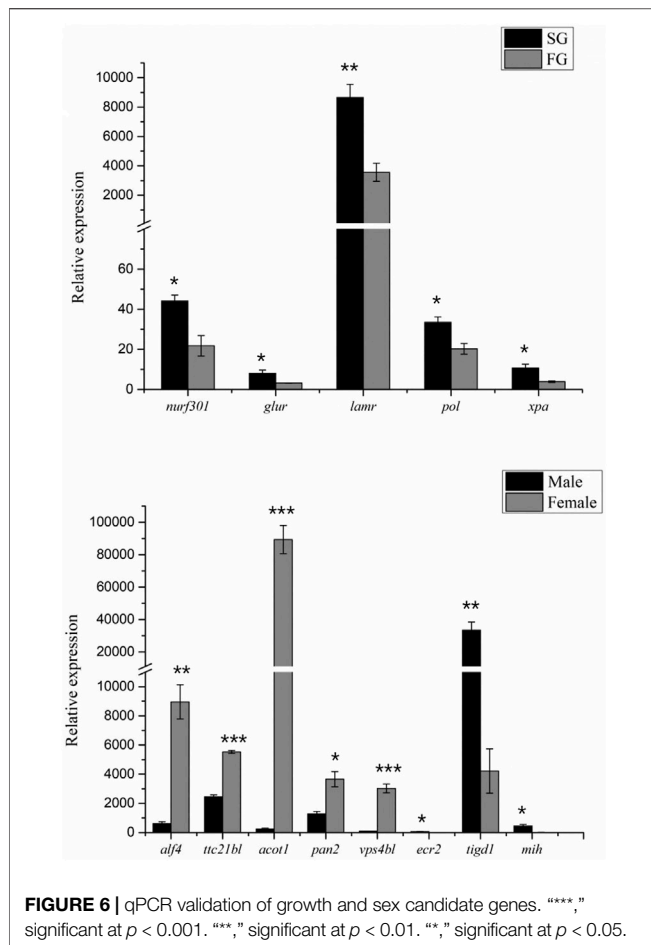 SG
FG
10000
8000
6000
4000
2000
60
40
20
0
Relative expression
*
*
**
*
*
nurf301
glur
lamr
pol
xpa
Male
Female
100000
80000
60000
40000
20000
10000
8000
6000
4000
2000
0
Relative expression
**
***
***
*
***
*
**
*
alf4
ttc21bl
acot1
pan2
vps4bl
ecr2
tigd1
mih
FIGURE 6 | qPCR validation of growth and sex candidate genes. “***,”
significant at p < 0.001. “**,” significant at p < 0.01. “*,” significant at p < 0.05.